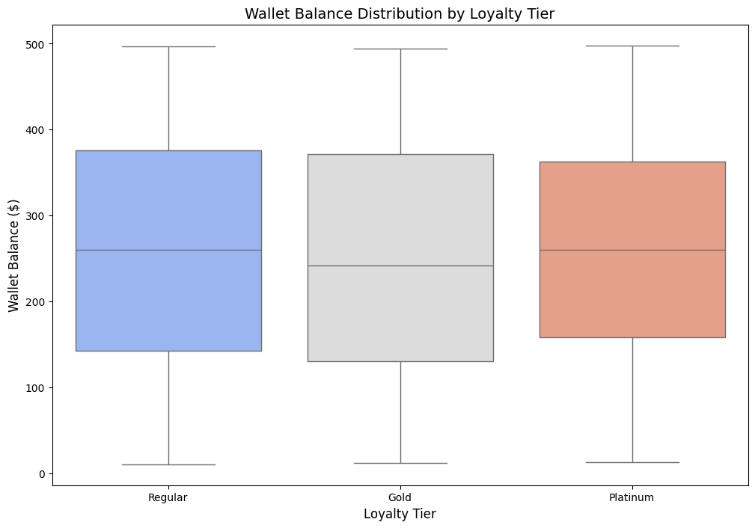 Wallet Balance Distribution by Loyalty Tier
Wallet Balance ($)
500
400
300
200
100
0
Regular
Gold
Platinum
Loyalty Tier